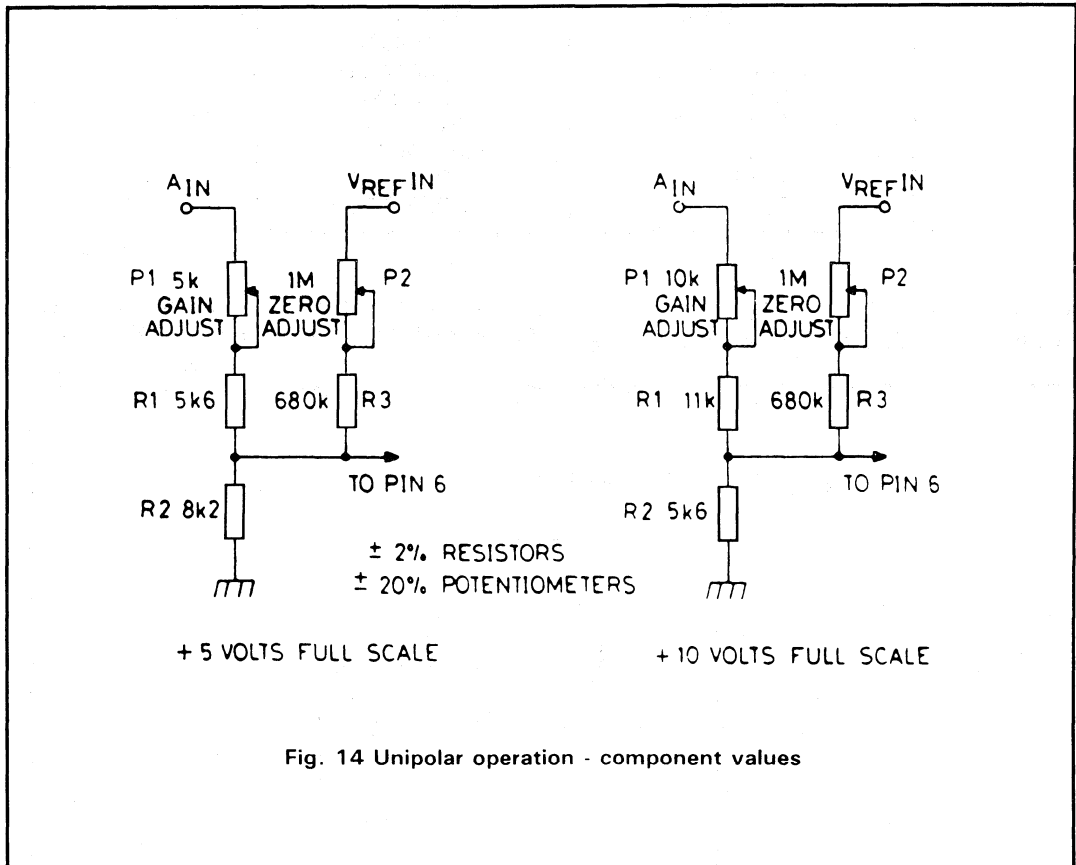 A IN
VREF IN
P1 5k
GAIN
ADJUST
1M
ZERO
ADJUST
P2
R1 5k6
680k R3
TO PIN 6
R2 8k2
± 2% RESISTORS
± 20% POTENTIOMETERS
+ 5 VOLTS FULL SCALE
A IN
VREF IN
P1 10k
GAIN
ADJUST
1M
ZERO
ADJUST
P2
R1 11k
680k R3
TO PIN 6
R2 5k6
+ 10 VOLTS FULL SCALE
Fig. 14 Unipolar operation - component values